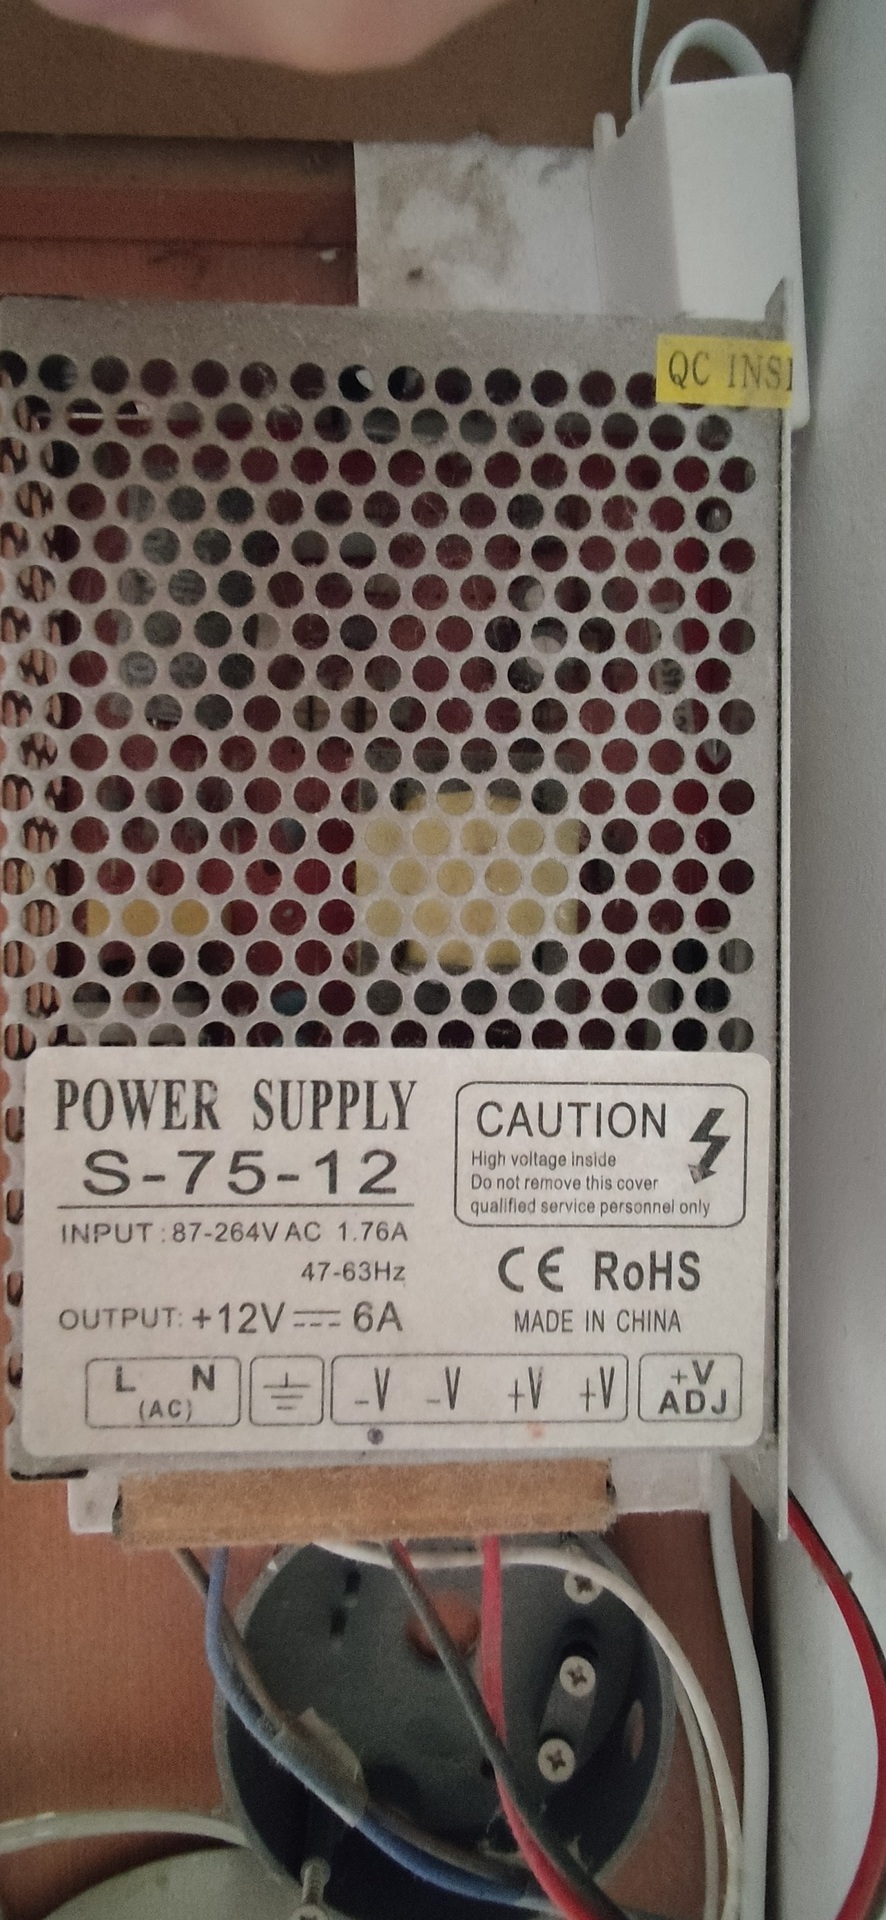 QC INS
POWER SUPPLY
S-75-12
INPUT : 87-264V AC 1.76A
47-63Hz
OUTPUT: +12V 6A
CAUTION
High voltage inside
Do not remove this cover
qualified service personnel only
CE RoHS
MADE IN CHINA
L N
(AC)
-V -V +V +V
+V
ADJ